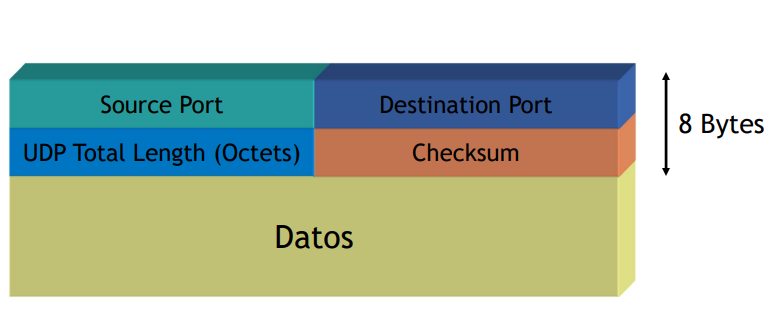 Source Port
Destination Port
8 Bytes
UDP Total Length (Octets)
Checksum
Datos